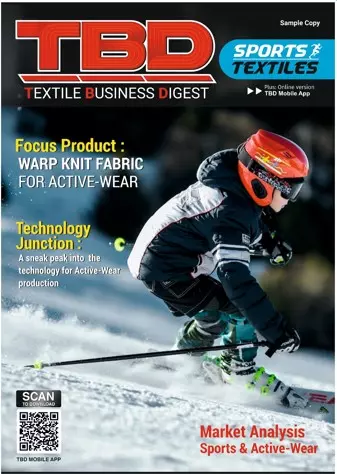 Sample Copy
TBD
TEXTILE BUSINESS DIGEST
SPORTS
TEXTILES
Plus: Online version
TBD Mobile App
Focus Product :
WARP KNIT FABRIC
FOR ACTIVE-WEAR
Technology
Junction :
A sneak peak into the
technology for Active-Wear
production
SCAN
TO DOWNLOAD
TBD MOBILE APP
Market Analysis
Sports & Active-Wear